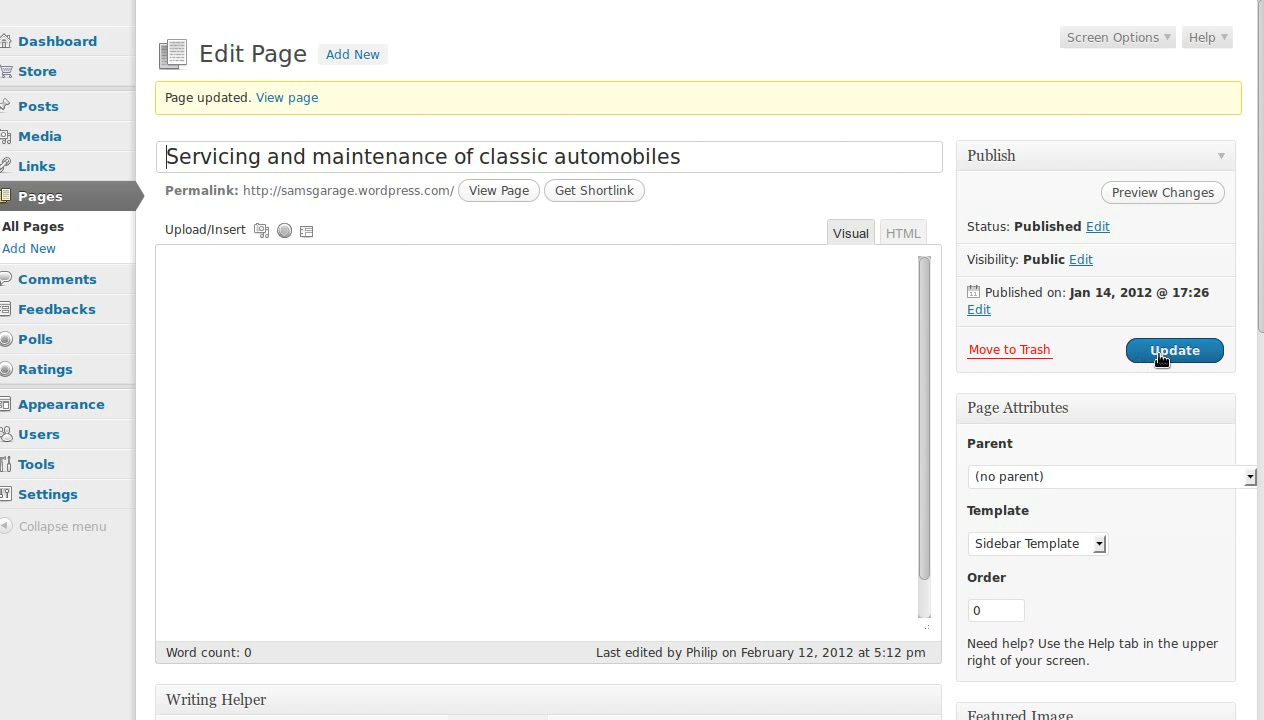 Dashboard
Store
Posts
Media
Links
Pages
All Pages
Add New
Comments
Feedbacks
Polls
Ratings
Appearance
Users
Tools
Settings
Collapse menu
Screen Options Help
Edit Page Add New
Page updated. View page
Servicing and maintenance of classic automobiles
Permalink: http://samsgarage.wordpress.com/ View Page Get Shortlink
Upload/Insert Visual HTML
Word count: 0 Last edited by Philip on February 12, 2012 at 5:12 pm
Writing Helper
Publish
Preview Changes
Status: Published Edit
Visibility: Public Edit
Published on: Jan 14, 2012 @ 17:26
Edit
Move to Trash Update
Page Attributes
Parent
(no parent)
Template
Sidebar Template
Order
0
Need help? Use the Help tab in the upper
right of your screen.
Featured Image